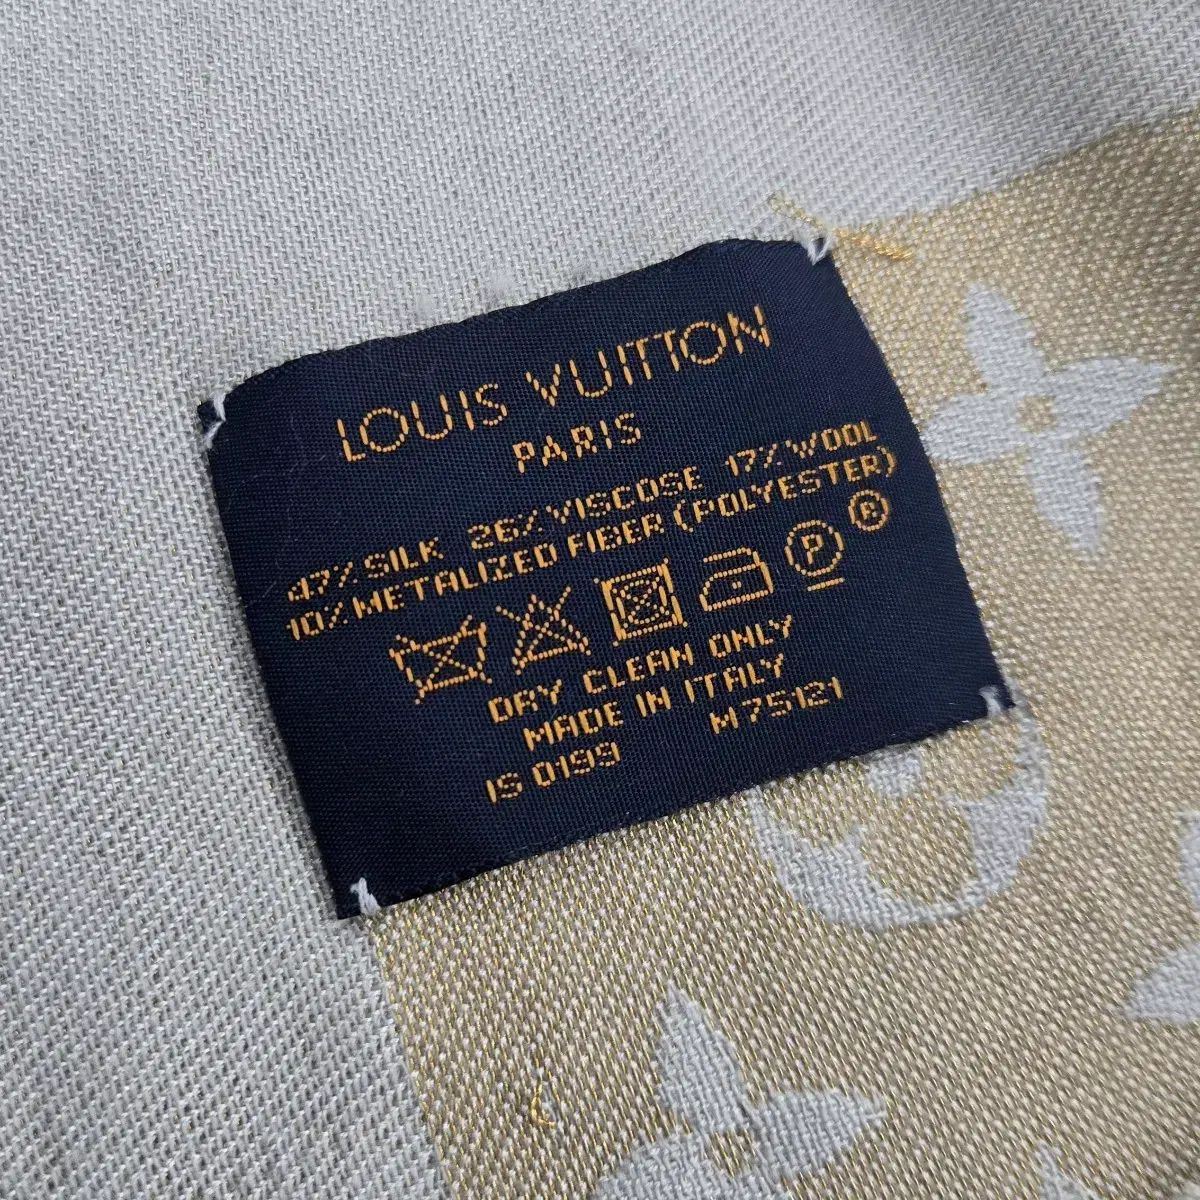 LOUIS VUITTON
PARIS
47% SILK 26% VISCOSE 17% WOOL
10% METALIZED FIBER (POLYESTER)
P ®
DRY CLEAN ONLY
MADE IN ITALY
IS 0199 M75121